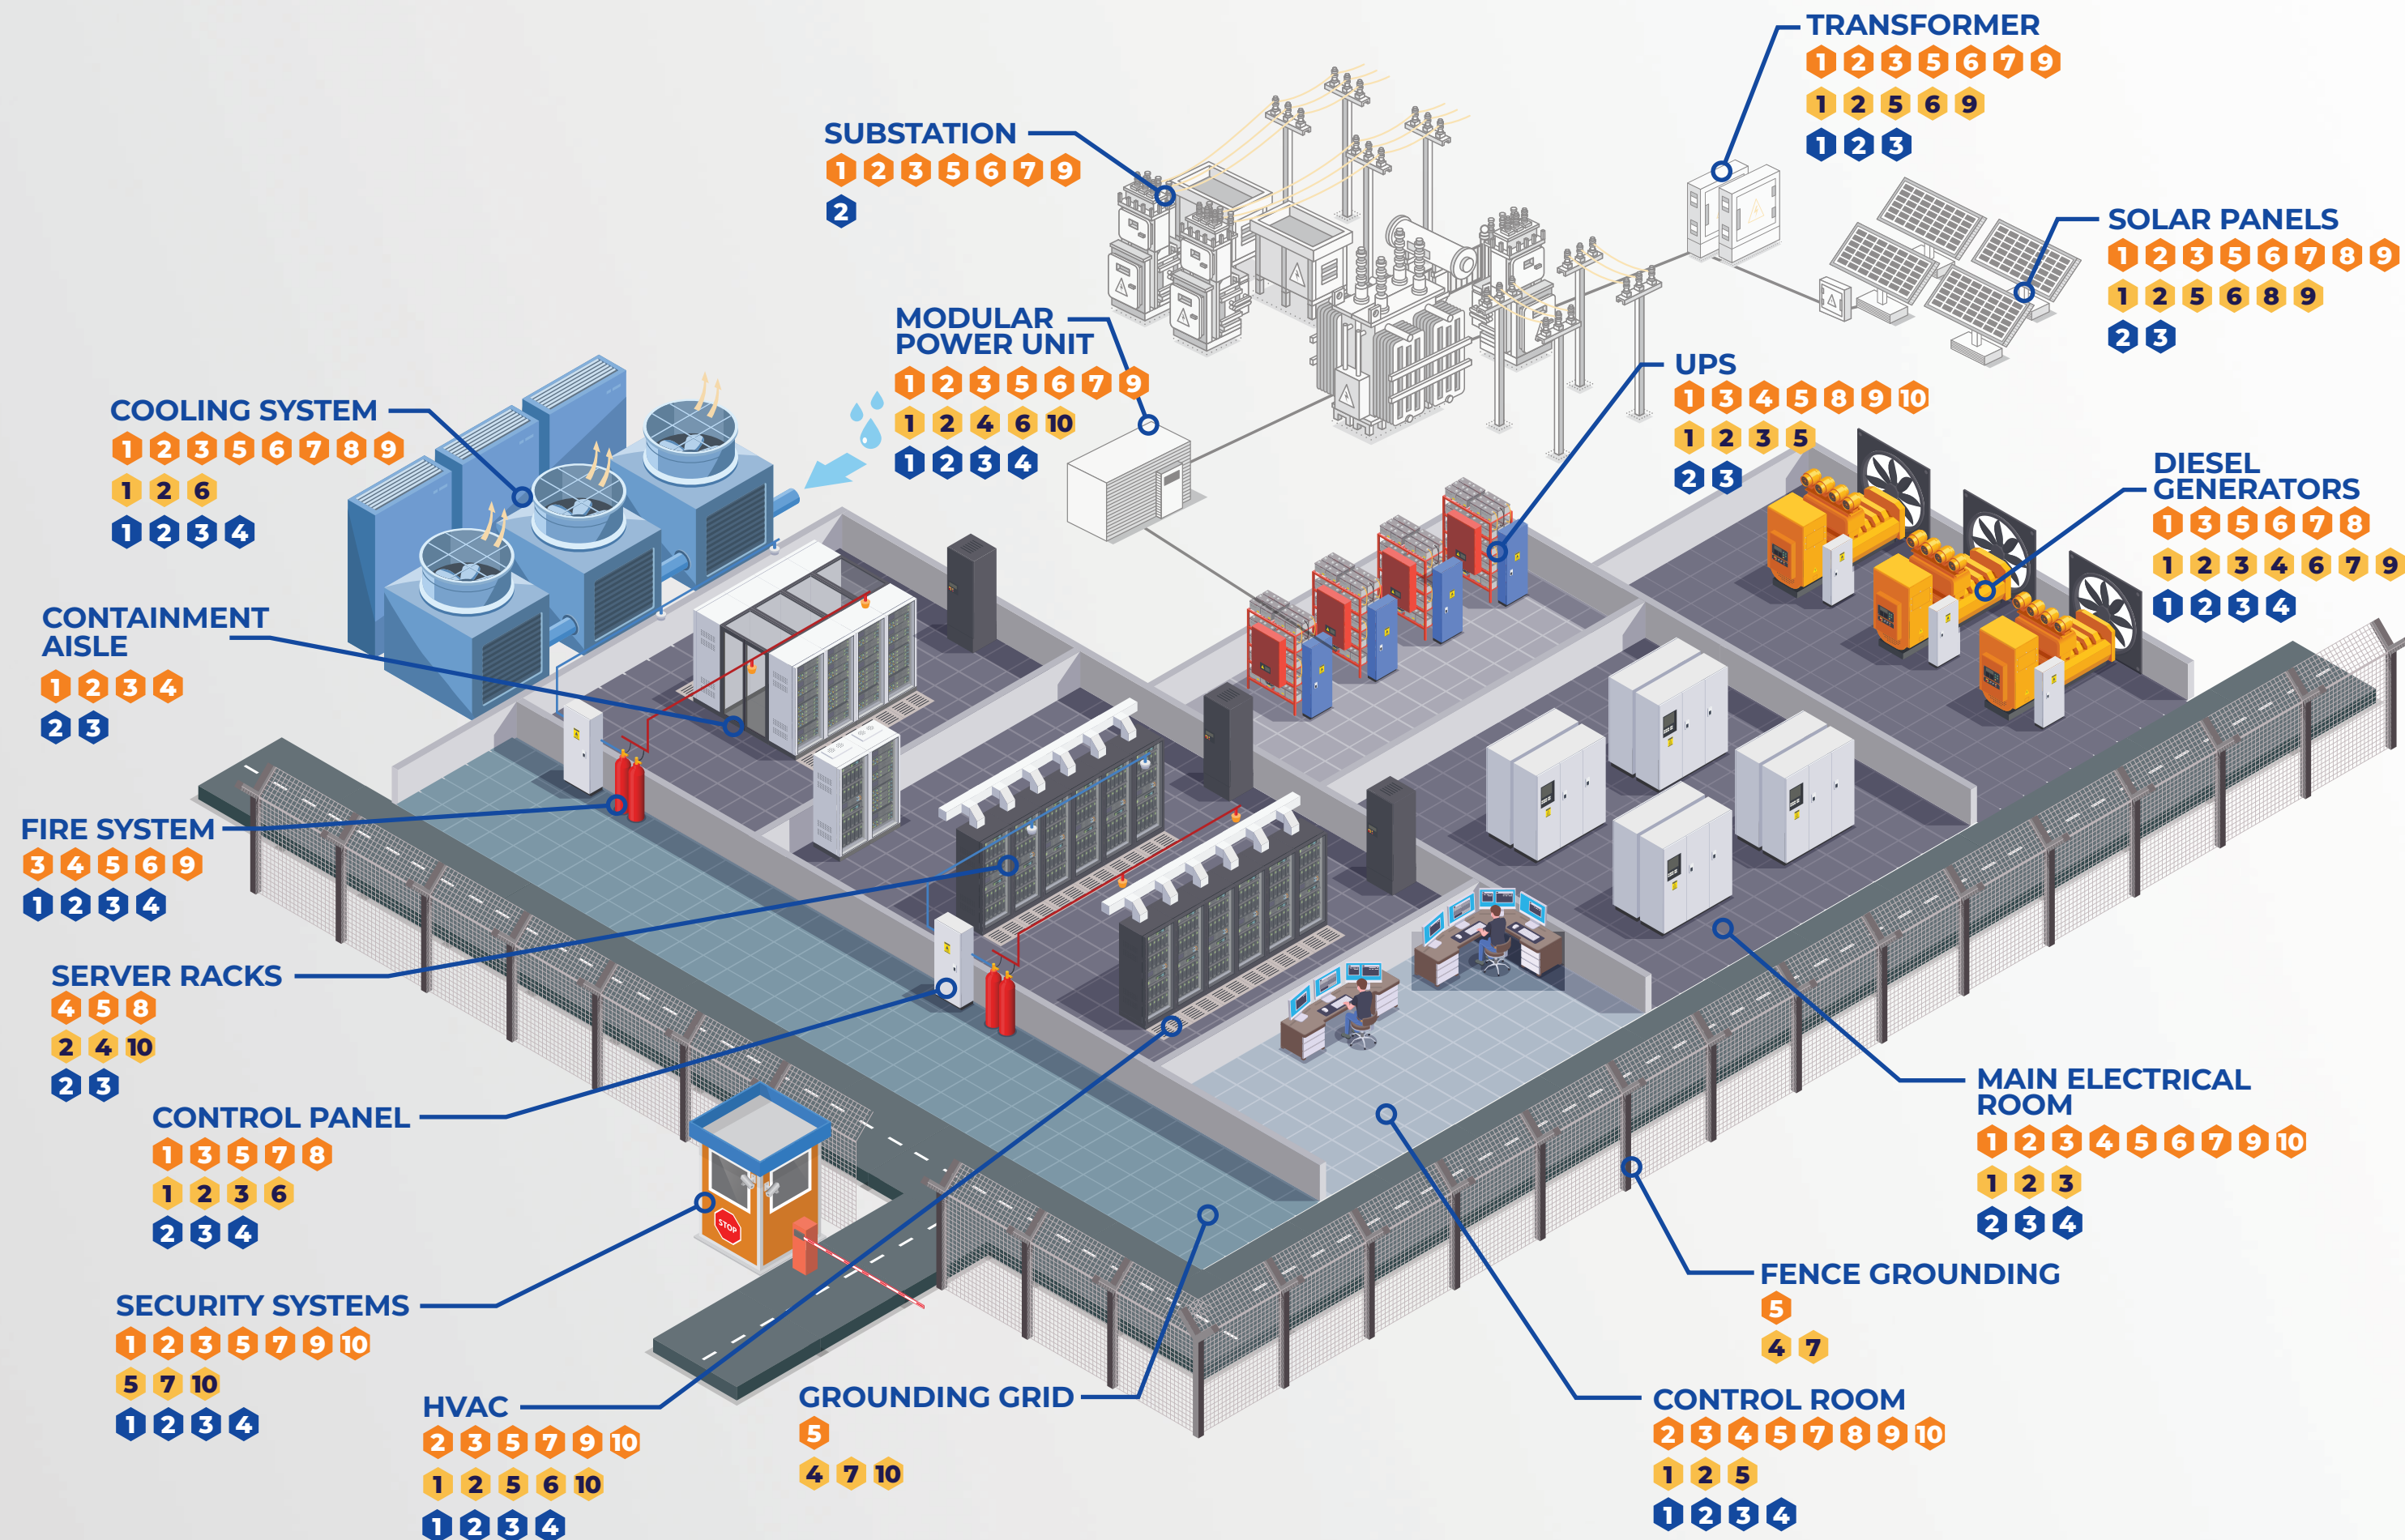 TRANSFORMER
1 2 3 5 6 7 9
1 2 5 6 9
1 2 3
SUBSTATION
1 2 3 5 6 7 9
2
SOLAR PANELS
1 2 3 5 6 7 8 9
1 2 5 6 8 9
2 3
MODULAR
POWER UNIT
1 2 3 5 6 7 9
1 2 4 6 10
1 2 3 4
UPS
1 3 4 5 8 9 10
1 2 3 5
2 3
COOLING SYSTEM
1 2 3 5 6 7 8 9
1 2 6
1 2 3 4
DIESEL
GENERATORS
1 3 5 6 7 8
1 2 3 4 6 7 9
1 2 3 4
CONTAINMENT
AISLE
1 2 3 4
2 3
FIRE SYSTEM
3 4 5 6 9
1 2 3 4
SERVER RACKS
4 5 8
2 4 10
2 3
CONTROL PANEL
1 3 5 7 8
1 2 3 6
2 3 4
MAIN ELECTRICAL
ROOM
1 2 3 4 5 6 7 9 10
1 2 3
2 3 4
STOP
SECURITY SYSTEMS
1 2 3 5 7 9 10
5 7 10
1 2 3 4
FENCE GROUNDING
5
4 7
HVAC
2 3 5 7 9 10
1 2 5 6 10
1 2 3 4
GROUNDING GRID
5
4 7 10
CONTROL ROOM
2 3 4 5 7 8 9 10
1 2 5
1 2 3 4